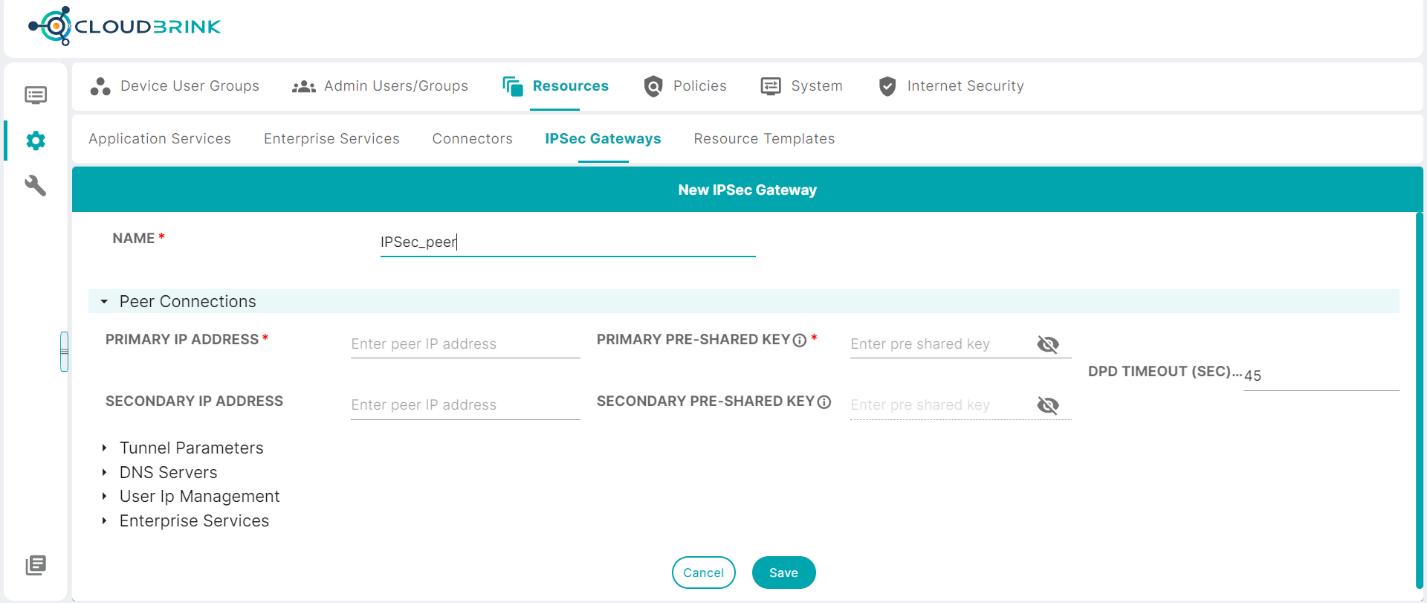 CLOUDBRINK
Device User Groups Admin Users/Groups Resources Policies System Internet Security
Application Services Enterprise Services Connectors IPSec Gateways Resource Templates
New IPSec Gateway
NAME * IPSec_peer
Peer Connections
PRIMARY IP ADDRESS * Enter peer IP address PRIMARY PRE-SHARED KEY * Enter pre shared key
DPD TIMEOUT (SEC)... 45
SECONDARY IP ADDRESS Enter peer IP address SECONDARY PRE-SHARED KEY Enter pre shared key
Tunnel Parameters
DNS Servers
User Ip Management
Enterprise Services
Cancel Save